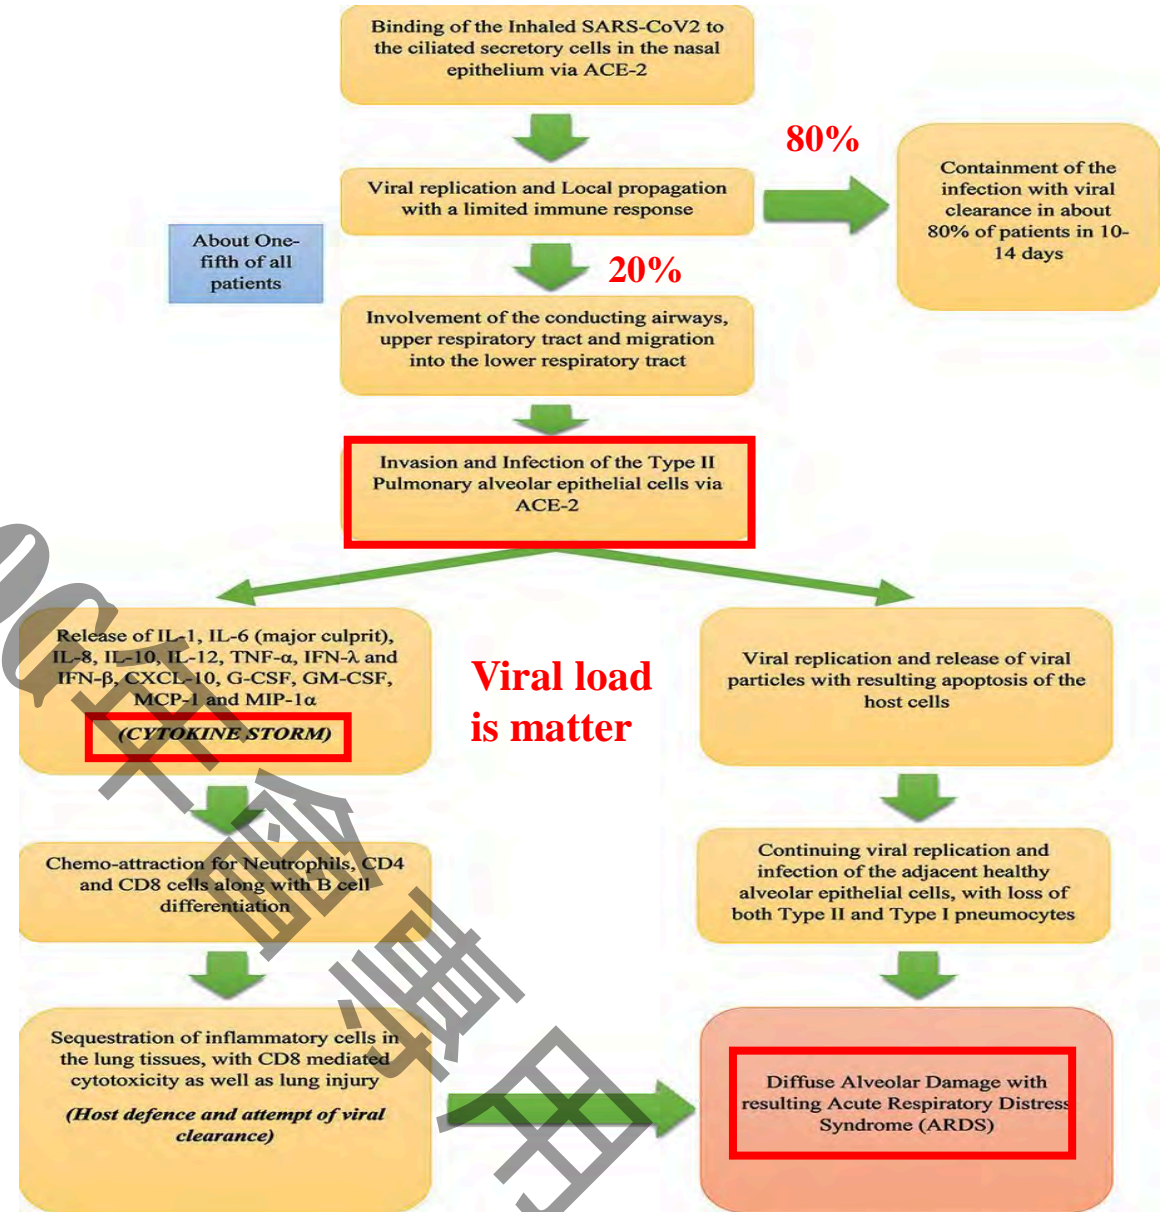 Binding of the Inhaled SARS-CoV2 to
the ciliated secretory cells in the nasal
epithelium via ACE-2
80%
Viral replication and Local propagation
with a limited immune response
Containment of the
infection with viral
clearance in about
80% of patients in 10-
14 days
About One-
fifth of all
patients
20%
Involvement of the conducting airways,
upper respiratory tract and migration
into the lower respiratory tract
Invasion and Infection of the Type II
Pulmonary alveolar epithelial cells via
ACE-2
Release of IL-1, IL-6 (major culprit),
IL-8, IL-10, IL-12, TNF-α, IFN-λ and
IFN-β, CXCL-10, G-CSF, GM-CSF,
MCP-1 and MIP-1α
(CYTOKINE STORM)
Viral load
is matter
Viral replication and release of viral
particles with resulting apoptosis of the
host cells
Chemo-attraction for Neutrophils, CD4
and CD8 cells along with B cell
differentiation
Continuing viral replication and
infection of the adjacent healthy
alveolar epithelial cells, with loss of
both Type II and Type I pneumocytes
Sequestration of inflammatory cells in
the lung tissues, with CD8 mediated
cytotoxicity as well as lung injury
(Host defence and attempt of viral
clearance)
Diffuse Alveolar Damage with
resulting Acute Respiratory Distress
Syndrome (ARDS)
年會專用